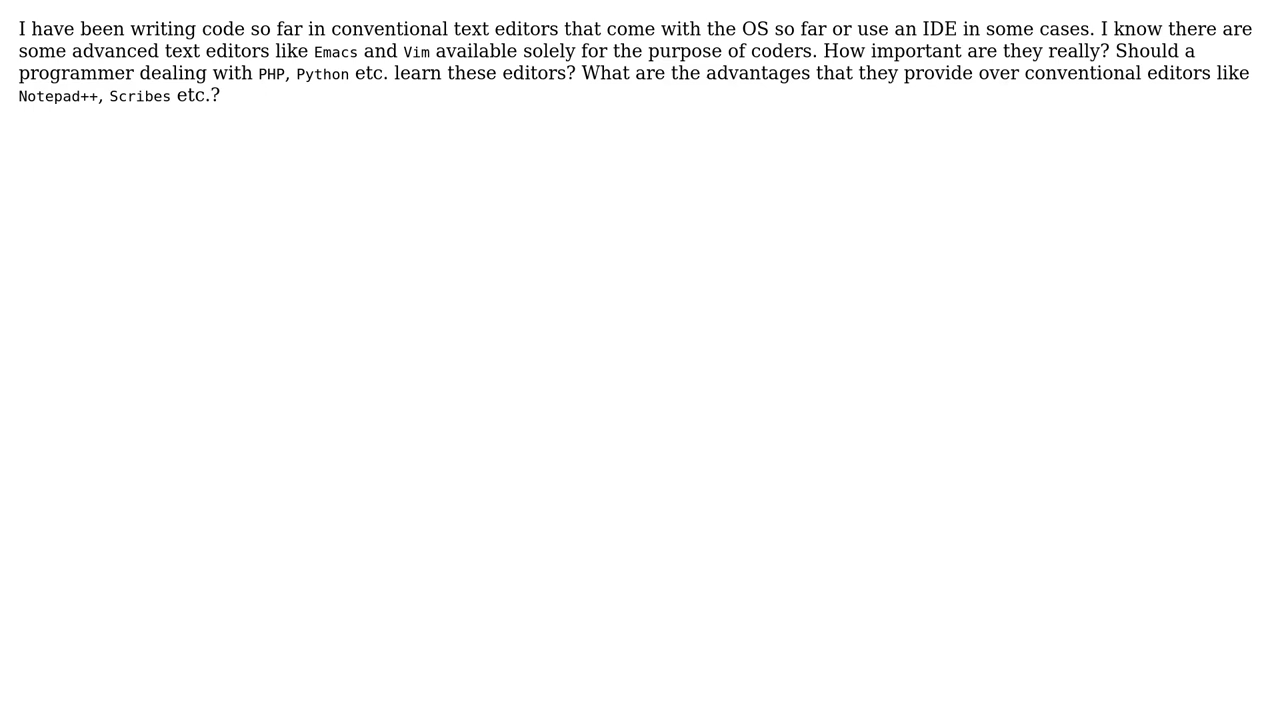 I have been writing code so far in conventional text editors that come with the OS so far or use an IDE in some cases. I know there are
some advanced text editors like Emacs and Vim available solely for the purpose of coders. How important are they really? Should a
programmer dealing with PHP, Python etc. learn these editors? What are the advantages that they provide over conventional editors like
Notepad++, Scribes etc.?